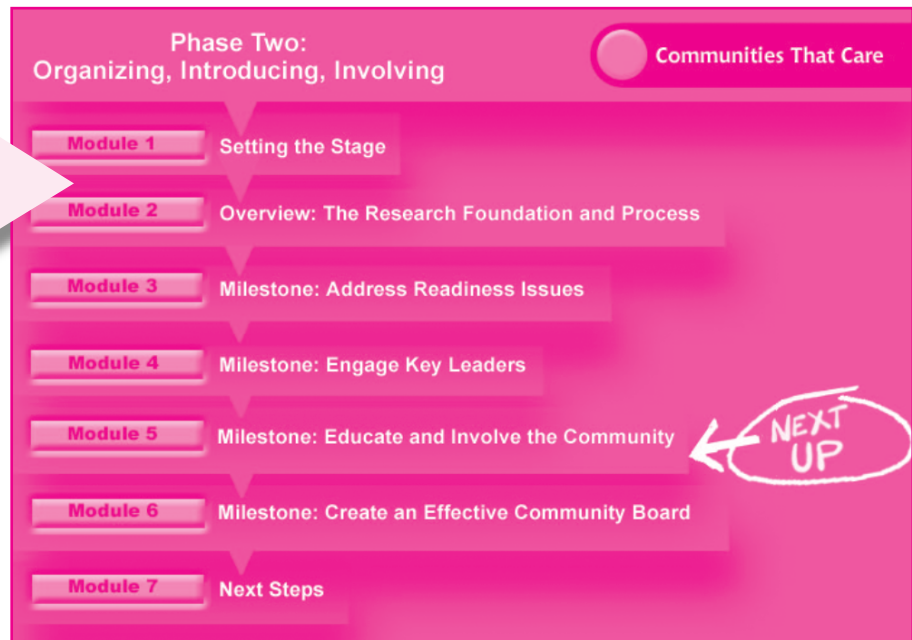 Phase Two:
Organizing, Introducing, Involving
Communities That Care
Module 1 Setting the Stage
Module 2 Overview: The Research Foundation and Process
Module 3 Milestone: Address Readiness Issues
Module 4 Milestone: Engage Key Leaders
Module 5 Milestone: Educate and Involve the Community
NEXT
UP
Module 6 Milestone: Create an Effective Community Board
Module 7 Next Steps